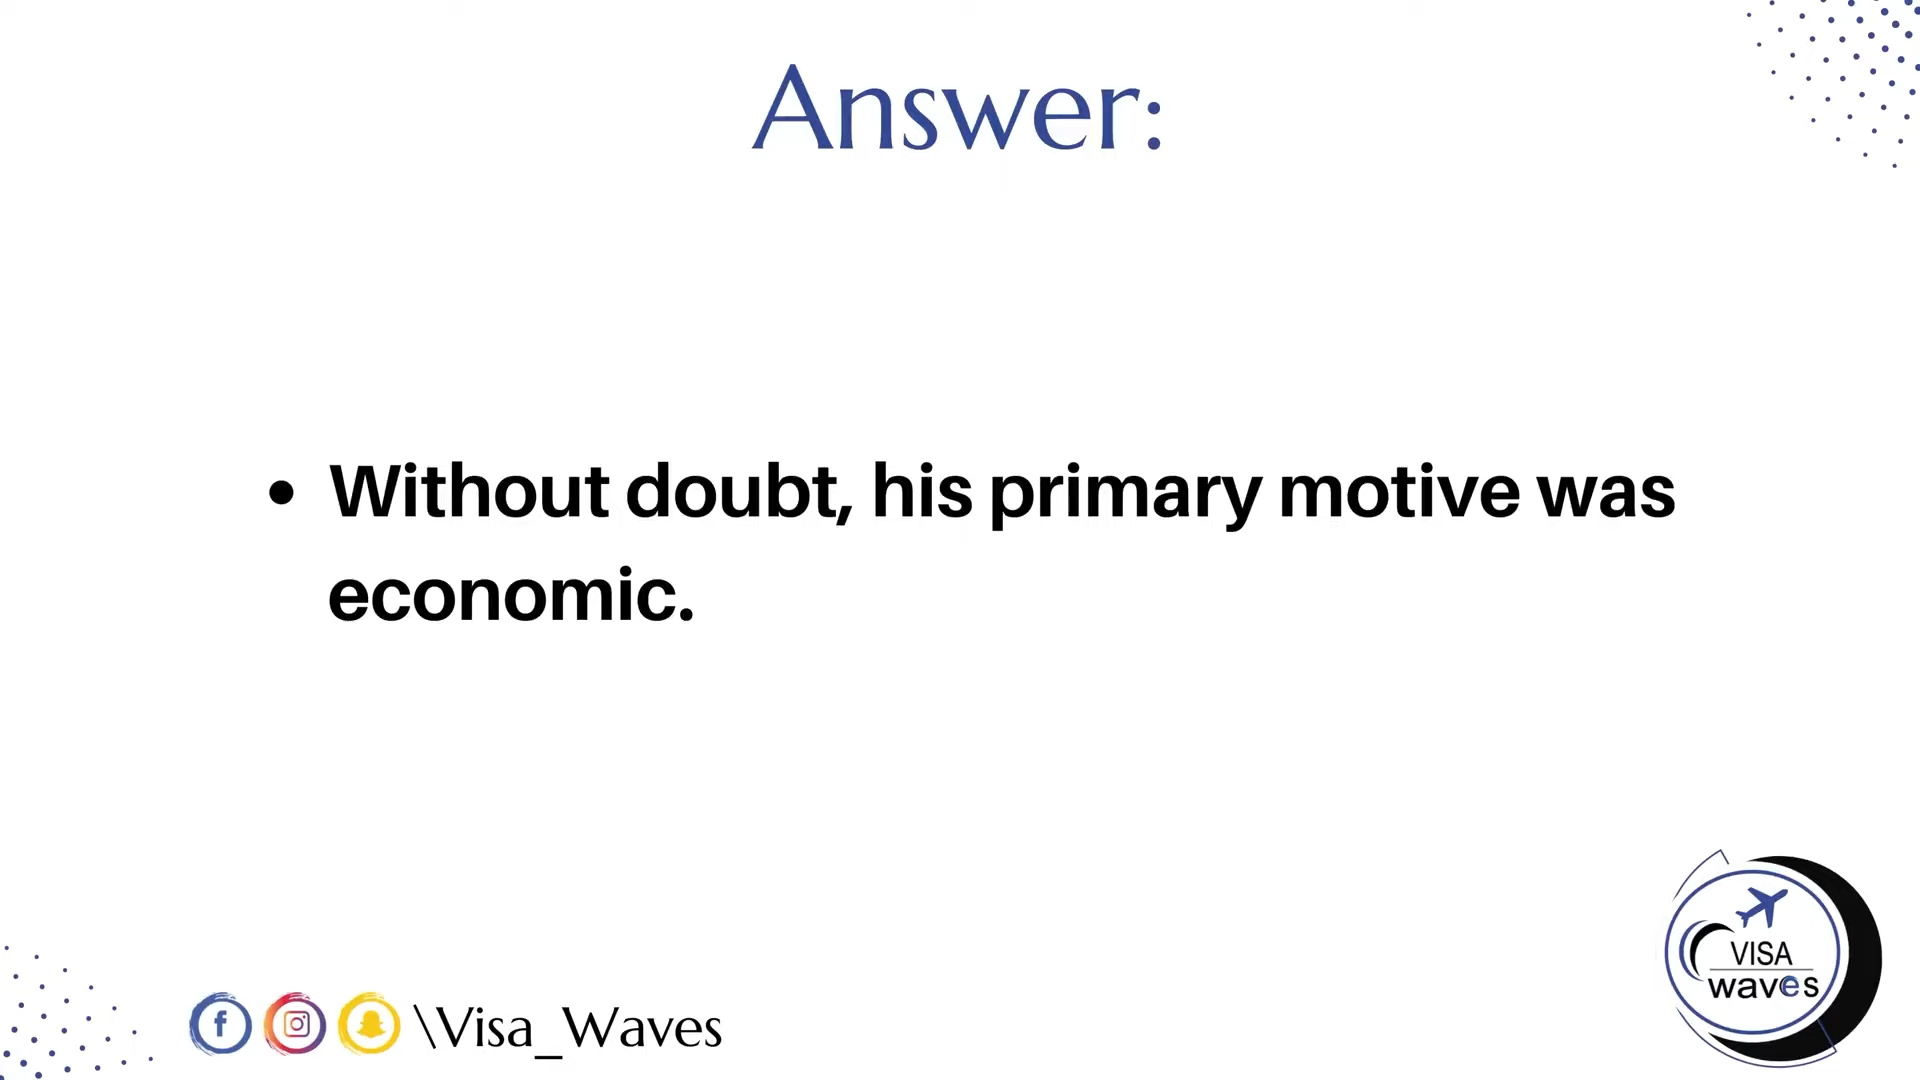 Answer:
• Without doubt, his primary motive was
economic.
VISA
waves
\Visa_Waves